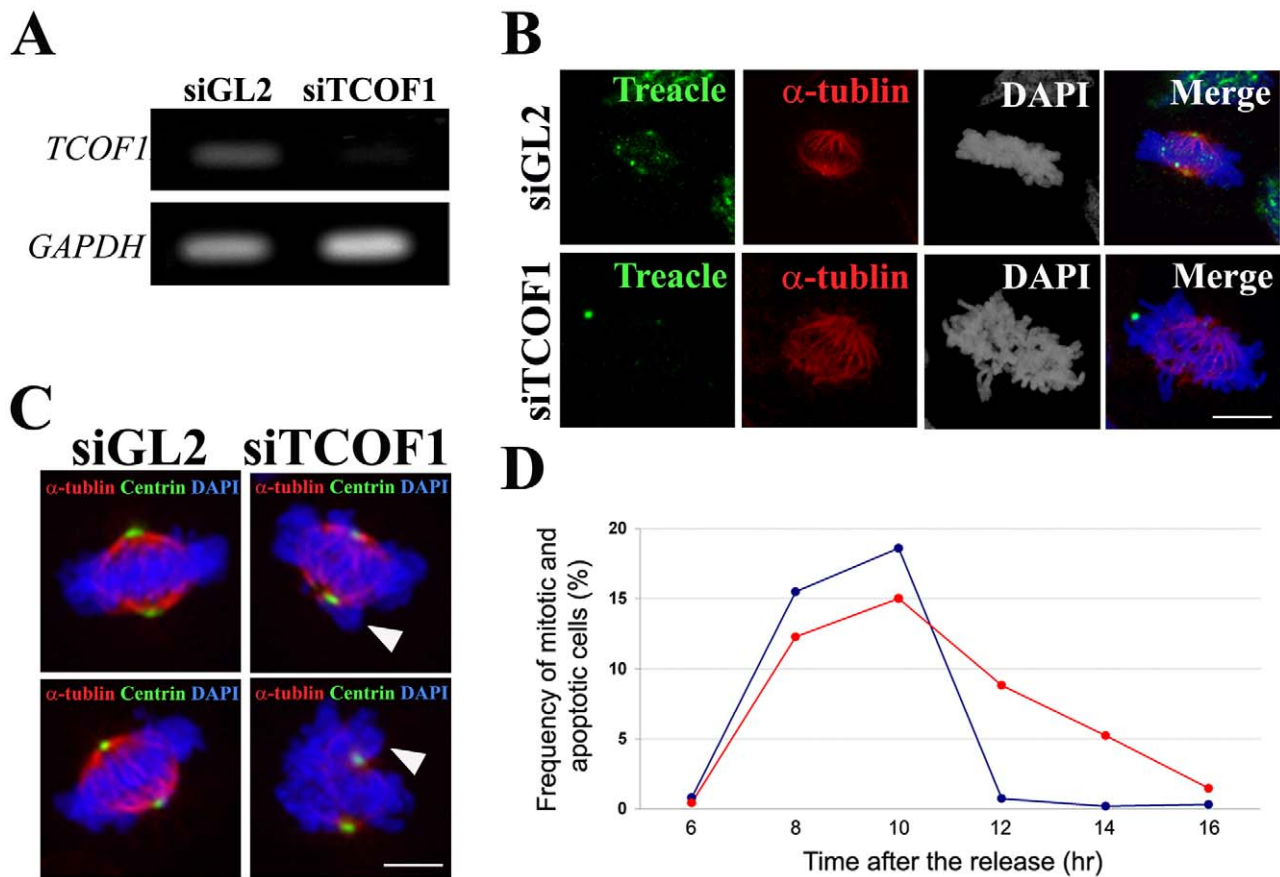 A
siGL2 siTCOF1
TCOF1
GAPDH
B
siGL2
Treacle α-tublin DAPI Merge
siTCOF1
Treacle α-tublin DAPI Merge
C
siGL2 siTCOF1
α-tublin Centrin DAPI α-tublin Centrin DAPI
α-tublin Centrin DAPI α-tublin Centrin DAPI
D
Frequency of mitotic and
apoptotic cells (%)
20
15
10
5
0
6 8 10 12 14 16
Time after the release (hr)